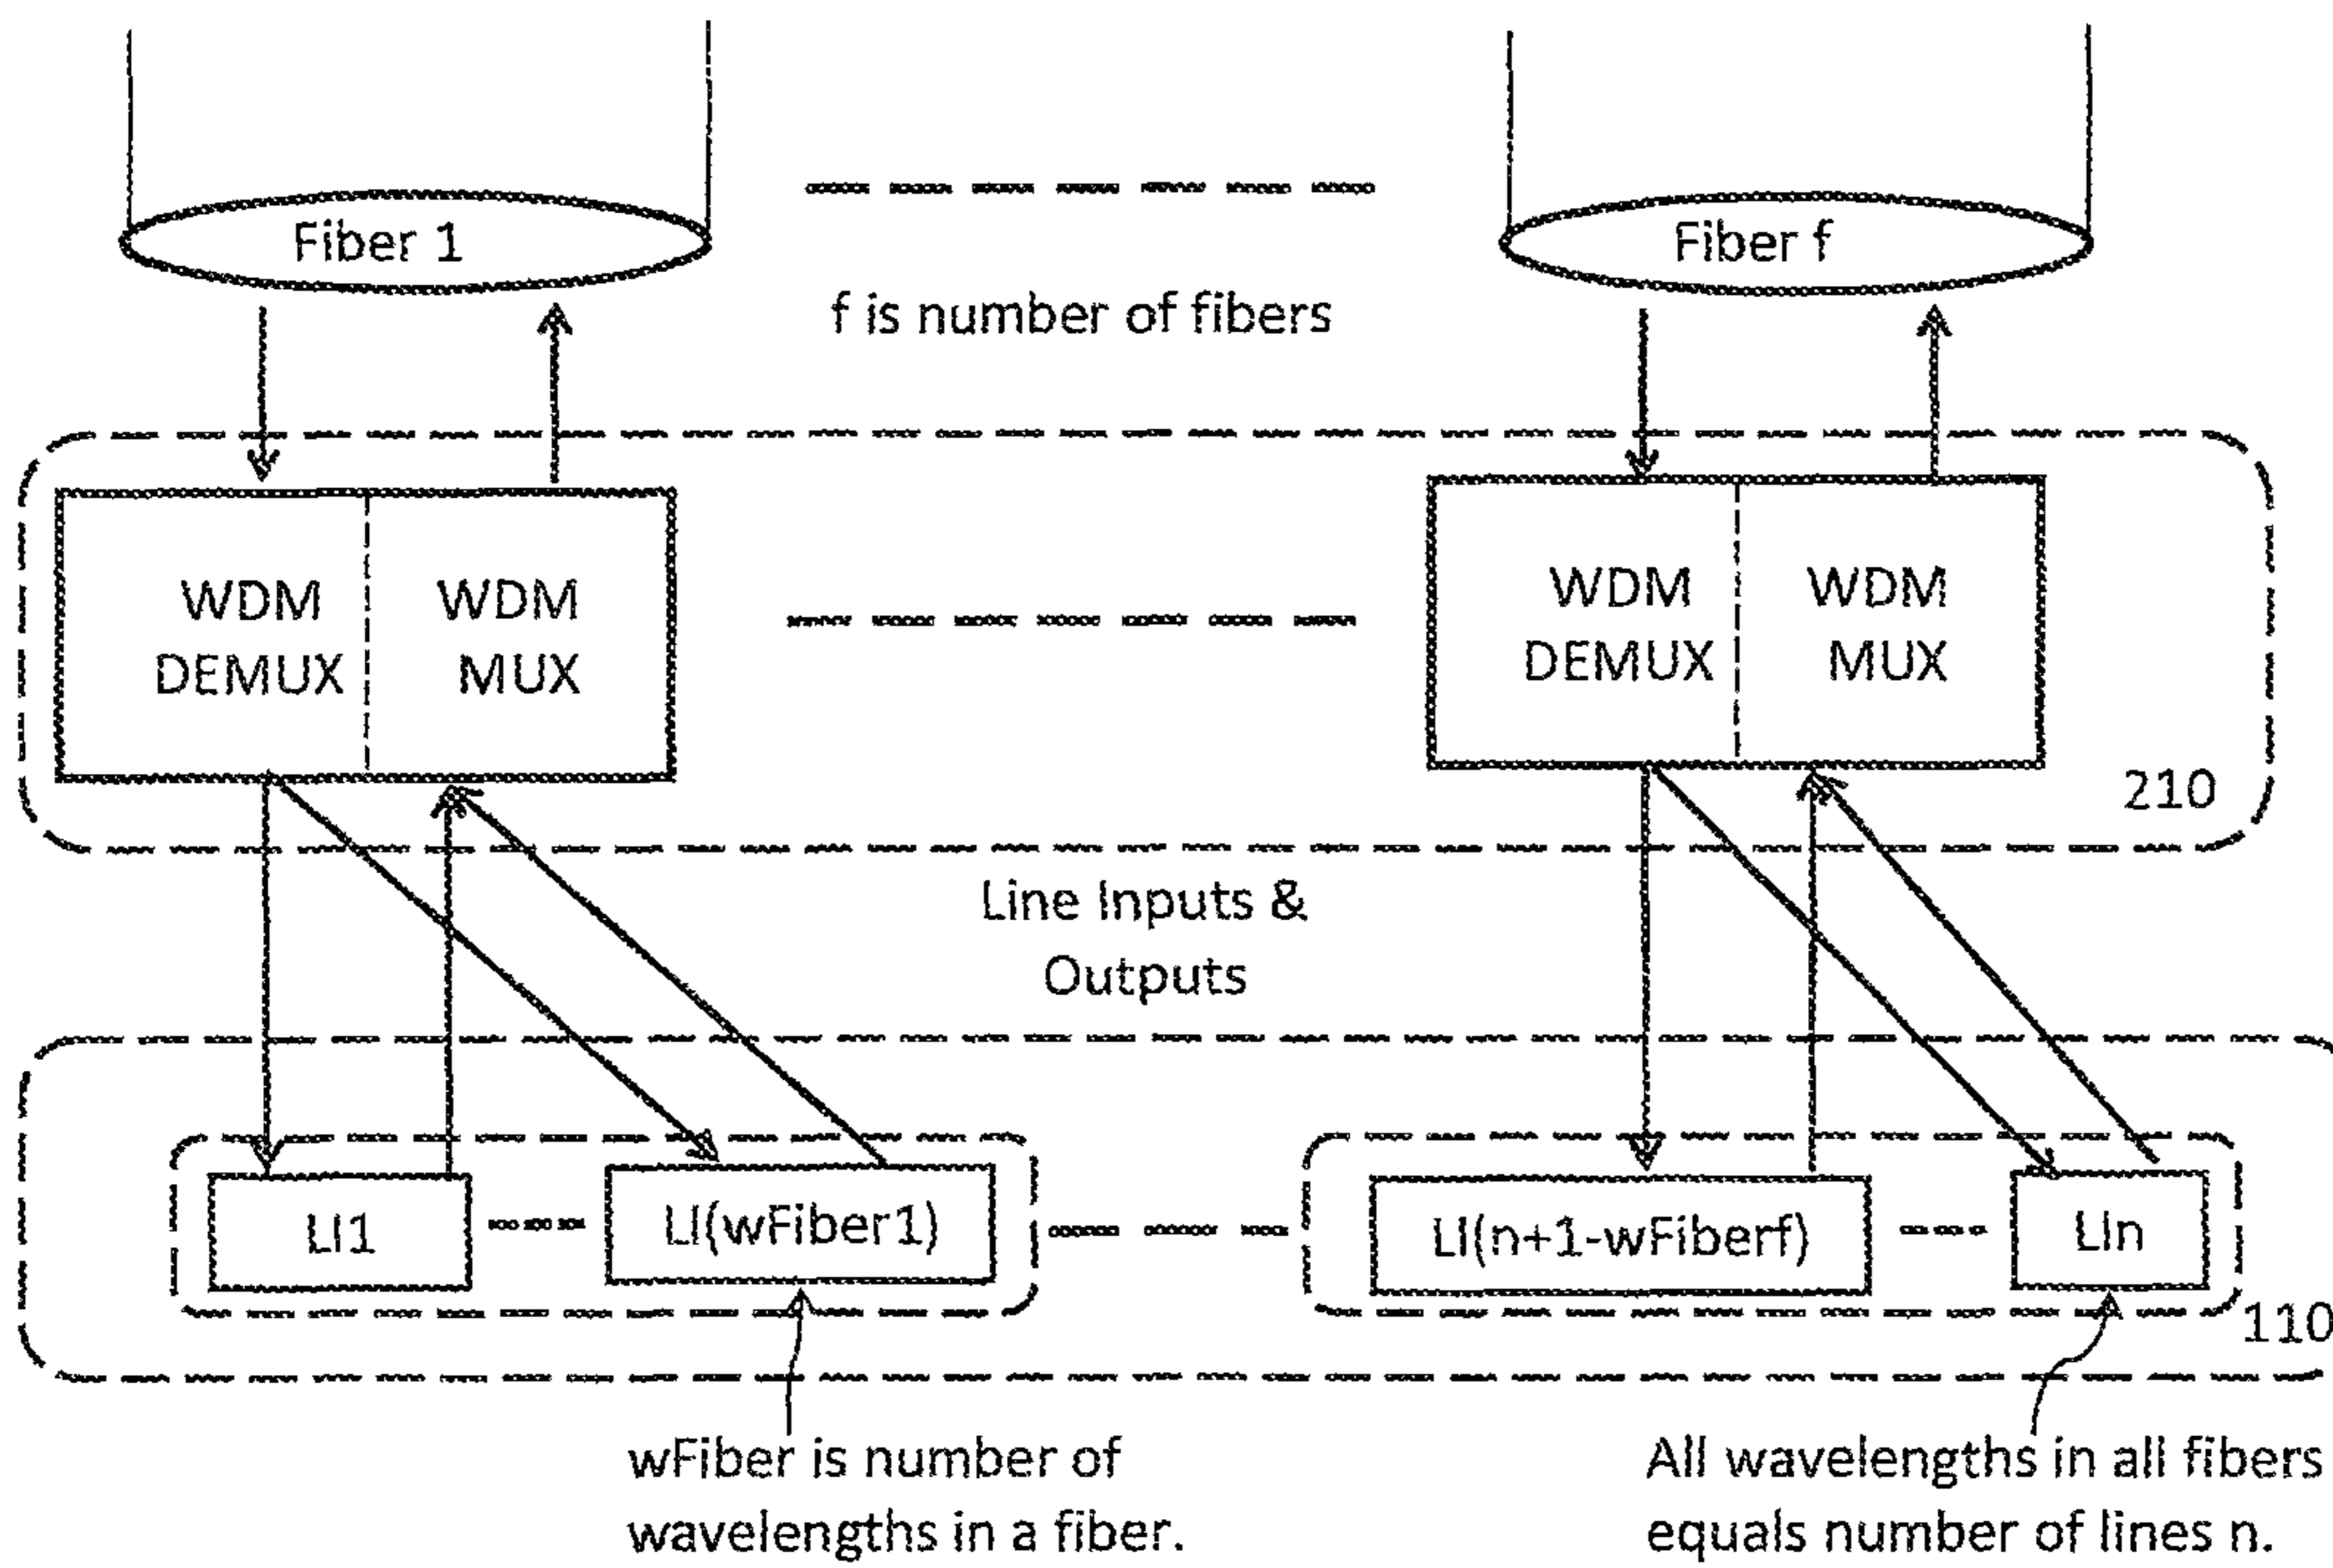 Fiber 1
Fiber f
f is number of fibers
WDM
DEMUX
WDM
MUX
WDM
DEMUX
WDM
MUX
210
Line Inputs &
Outputs
LI1
LI(wFiber1)
LI(n+1-wFiberf)
LIn
110
wFiber is number of
wavelengths in a fiber.
All wavelengths in all fibers
equals number of lines n.